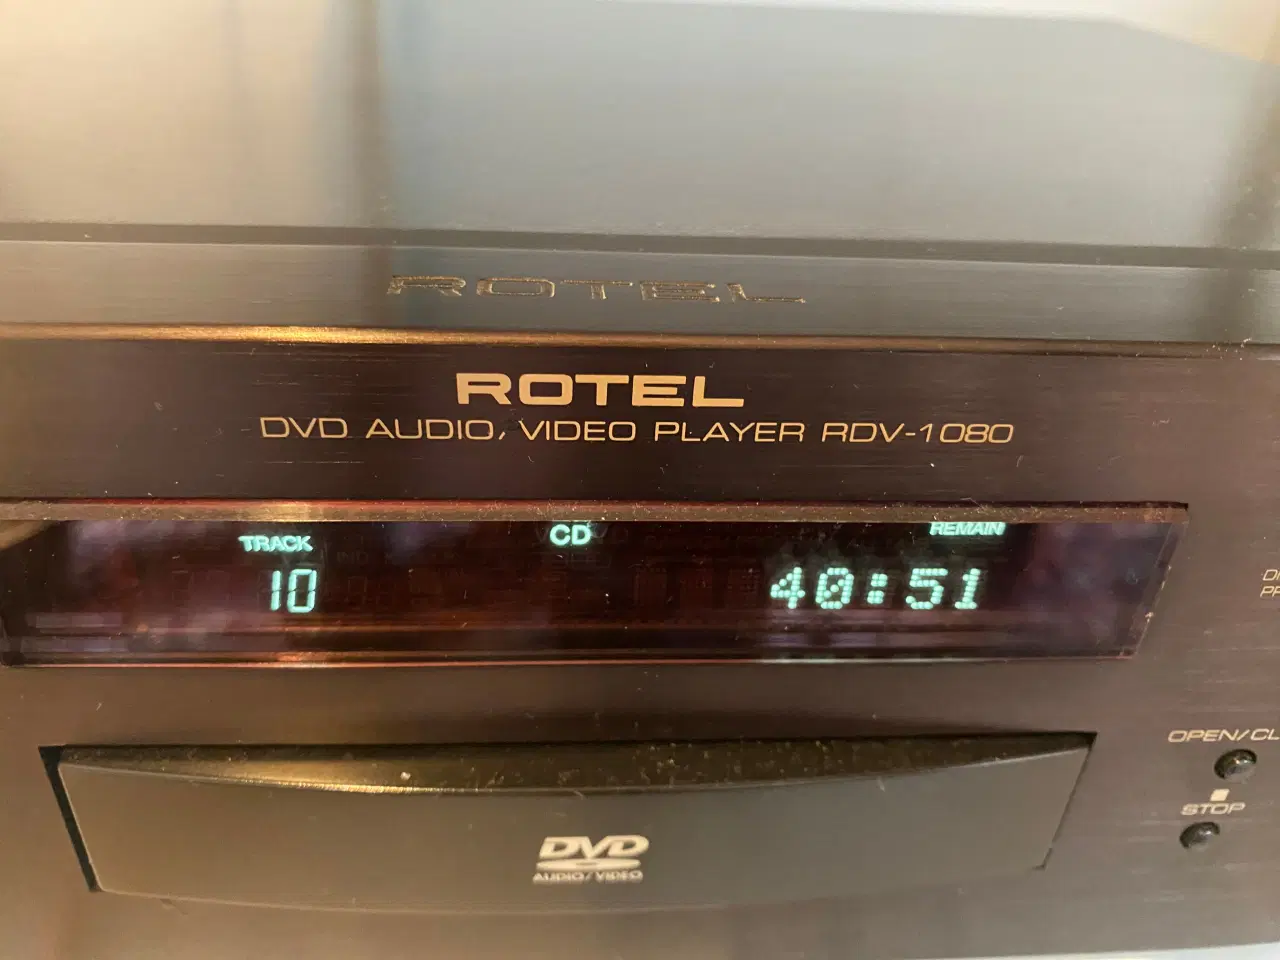 ROTEL
ROTEL
DVD AUDIO, VIDEO PLAYER RDV-1080
TRACK CD REMAIN
10 40:51
OPEN/CL
STOP
DVD
AUDIO/VIDEO